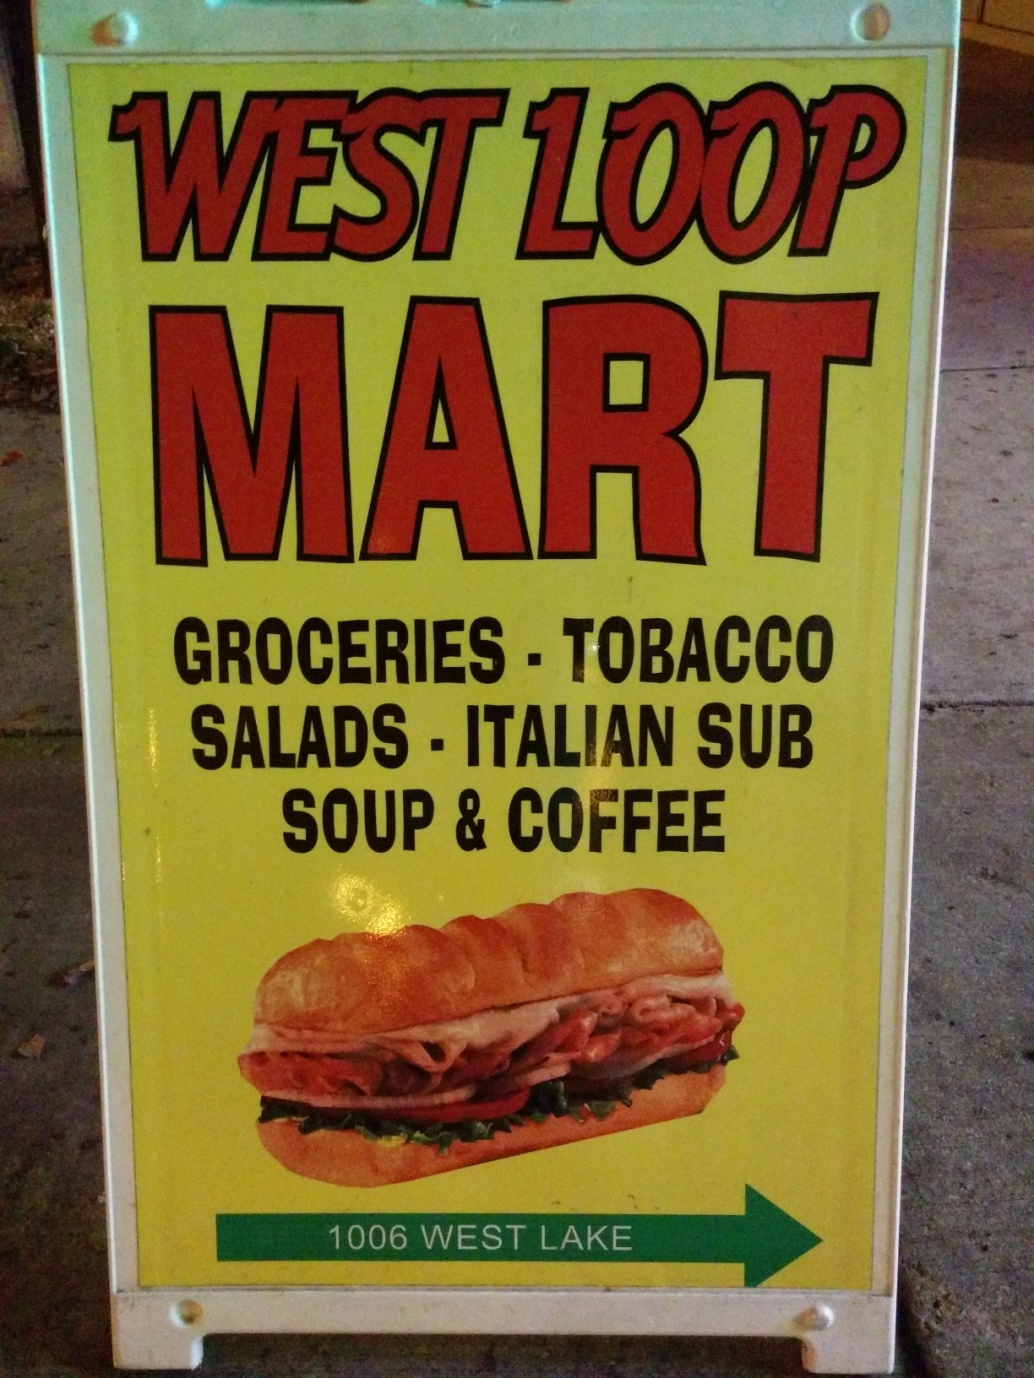 WEST LOOP
MART
GROCERIES - TOBACCO
SALADS - ITALIAN SUB
SOUP & COFFEE
1006 WEST LAKE